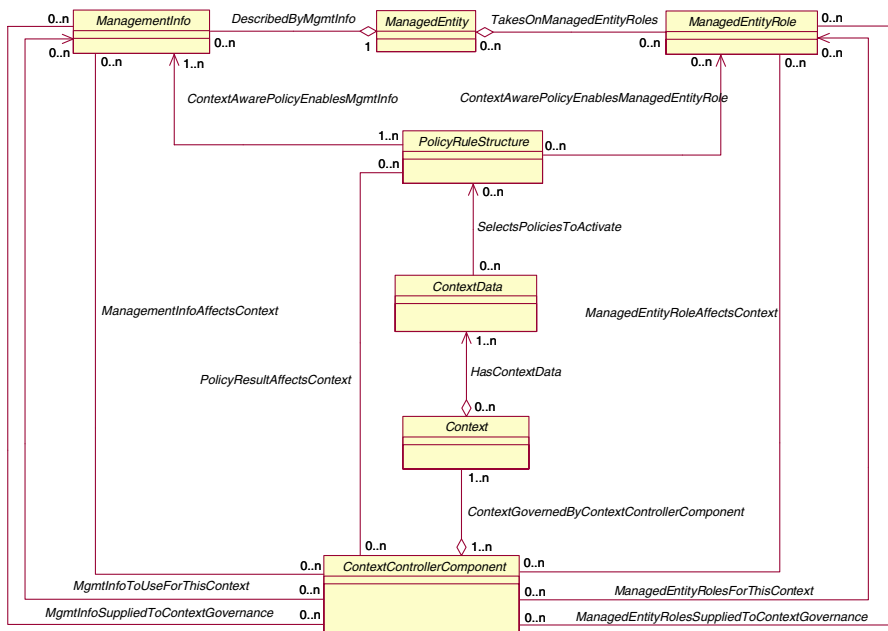 0..n ManagementInfo DescribedByMgmtInfo ManagedEntity TakesOnManagedEntityRoles ManagedEntityRole 0..n
0..n 0..n 1 0..n 0..n 0..n
0..n 1..n 0..n 0..n
ContextAwarePolicyEnablesMgmtInfo ContextAwarePolicyEnablesManagedEntityRole
1..n PolicyRuleStructure 0..n
0..n
0..n
SelectsPoliciesToActivate
0..n
ContextData
ManagementInfoAffectsContext ManagedEntityRoleAffectsContext
1..n
PolicyResultAffectsContext HasContextData
0..n
Context
1..n
ContextGovernedByContextControllerComponent
0..n 1..n
0..n ContextControllerComponent 0..n
MgmtInfoToUseForThisContext 0..n 0..n ManagedEntityRolesForThisContext
MgmtInfoSuppliedToContextGovernance 0..n 0..n ManagedEntityRolesSuppliedToContextGovernance